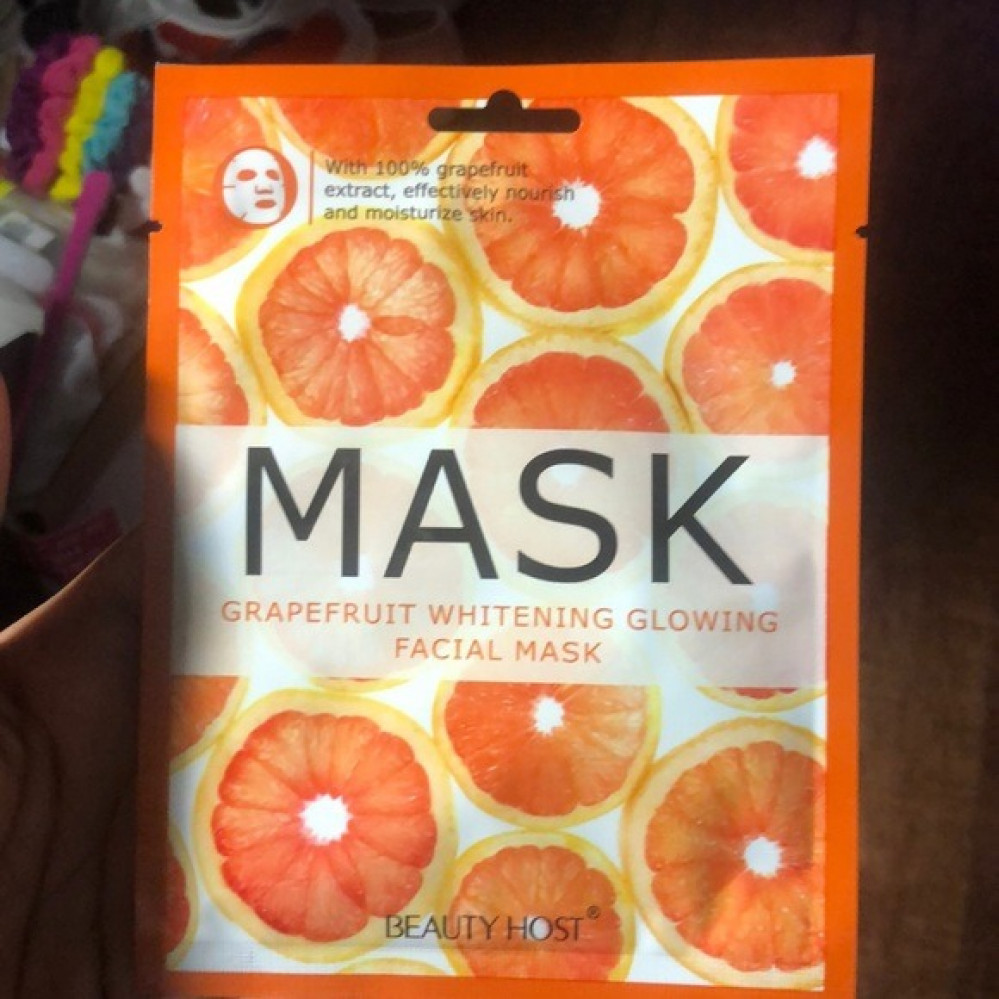 With 100% grapefruit
extract, effectively nourish
and moisturize skin.
MASK
GRAPEFRUIT WHITENING GLOWING
FACIAL MASK
BEAUTY HOST®